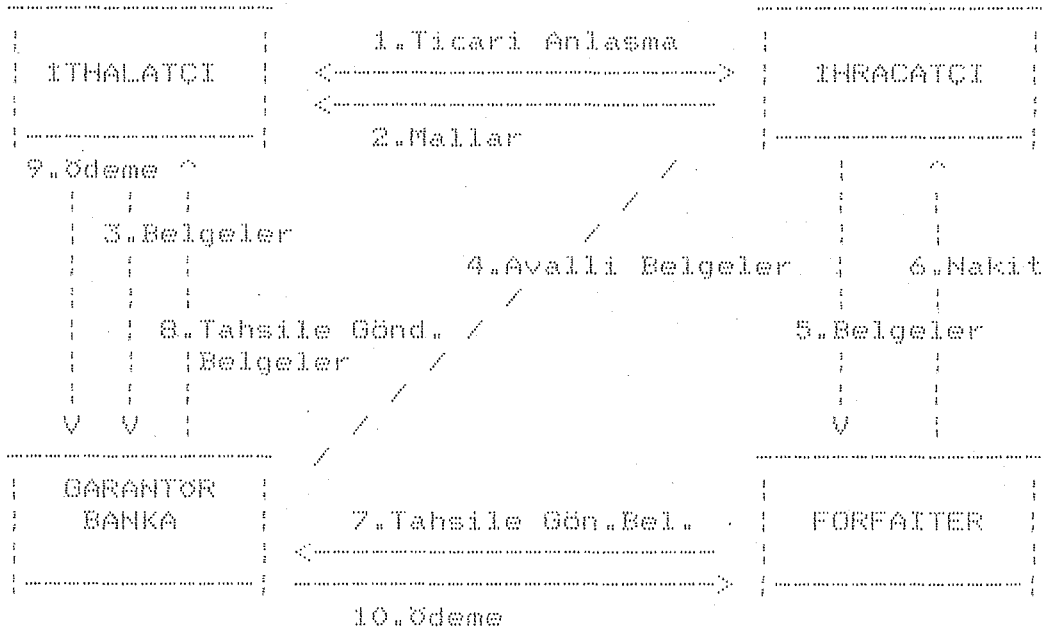 1.Ticari Anlaşma
İTHALATÇI
İHRACATÇI
2.Mallar
9.Ödeme
3.Belgeler
4.Avalli Belgeler
6.Nakit
8.Tahsile Gönd.
Belgeler
5.Belgeler
GARANTÖR
BANKA
7.Tahsile Gön.Bel.
FORFAITER
10.Ödeme